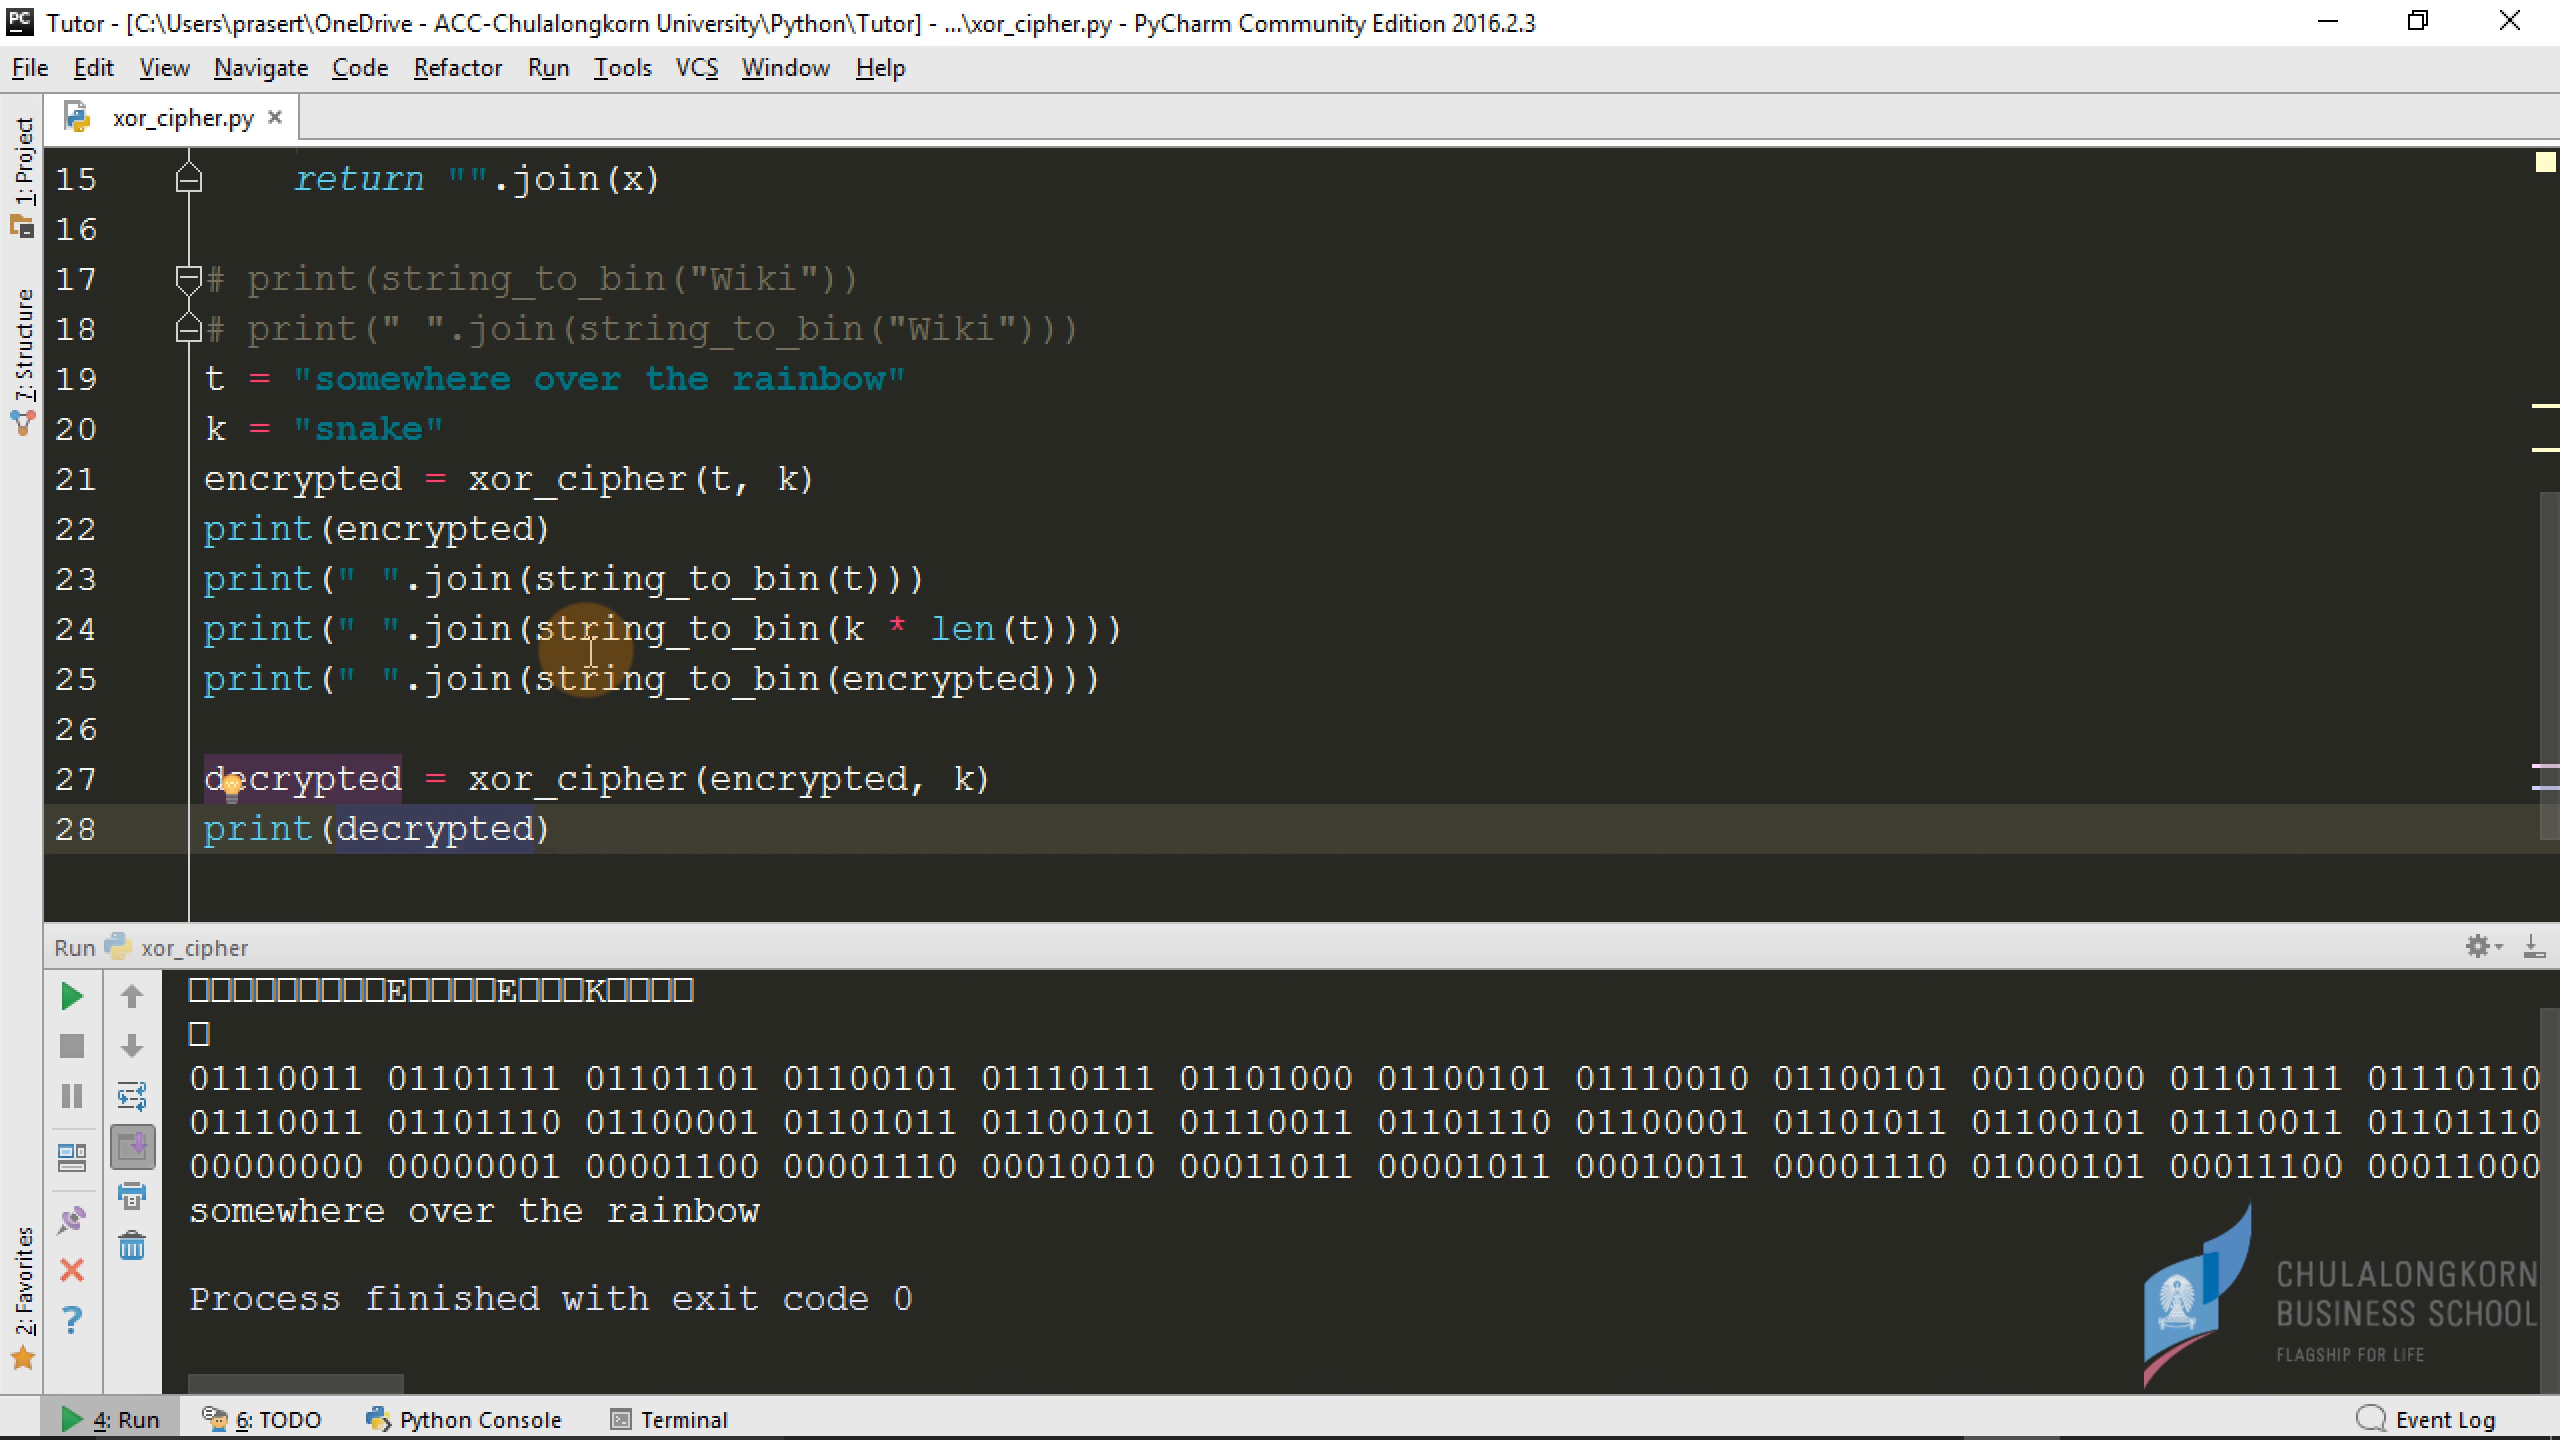 Tutor - [C:\Users\prasert\OneDrive - ACC-Chulalongkorn University\Python\Tutor] - ...\xor_cipher.py - PyCharm Community Edition 2016.2.3
File Edit View Navigate Code Refactor Run Tools VCS Window Help
xor_cipher.py
1: Project
7: Structure
2: Favorites
15 return "".join(x)
16
17 # print(string_to_bin("Wiki"))
18 # print(" ".join(string_to_bin("Wiki")))
19 t = "somewhere over the rainbow"
20 k = "snake"
21 encrypted = xor_cipher(t, k)
22 print(encrypted)
23 print(" ".join(string_to_bin(t)))
24 print(" ".join(string_to_bin(k * len(t))))
25 print(" ".join(string_to_bin(encrypted)))
26
27 decrypted = xor_cipher(encrypted, k)
28 print(decrypted)
Run xor_cipher
□□□□□□□□□E□□□□E□□□K□□□□
□
01110011 01101111 01101101 01100101 01110111 01101000 01100101 01110010 01100101 00100000 01101111 01110110
01110011 01101110 01100001 01101011 01100101 01110011 01101110 01100001 01101011 01100101 01110011 01101110
00000000 00000001 00001100 00001110 00010010 00011011 00001011 00010011 00001110 01000101 00011100 00011000
somewhere over the rainbow
Process finished with exit code 0
CHULALONGKORN
BUSINESS SCHOOL
FLAGSHIP FOR LIFE
4: Run 6: TODO Python Console Terminal Event Log